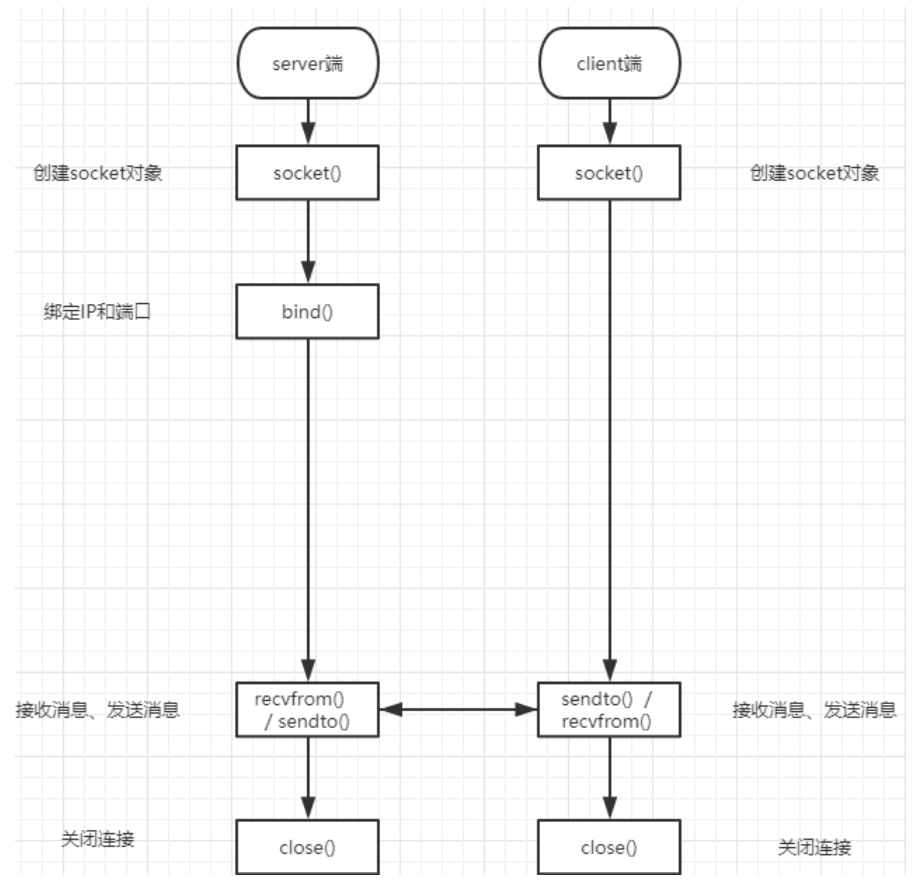 server端
client端
创建socket对象
socket()
socket()
创建socket对象
绑定IP和端口
bind()
接收消息、发送消息
recvfrom()
/ sendto()
sendto() /
recvfrom()
接收消息、发送消息
关闭连接
close()
close()
关闭连接